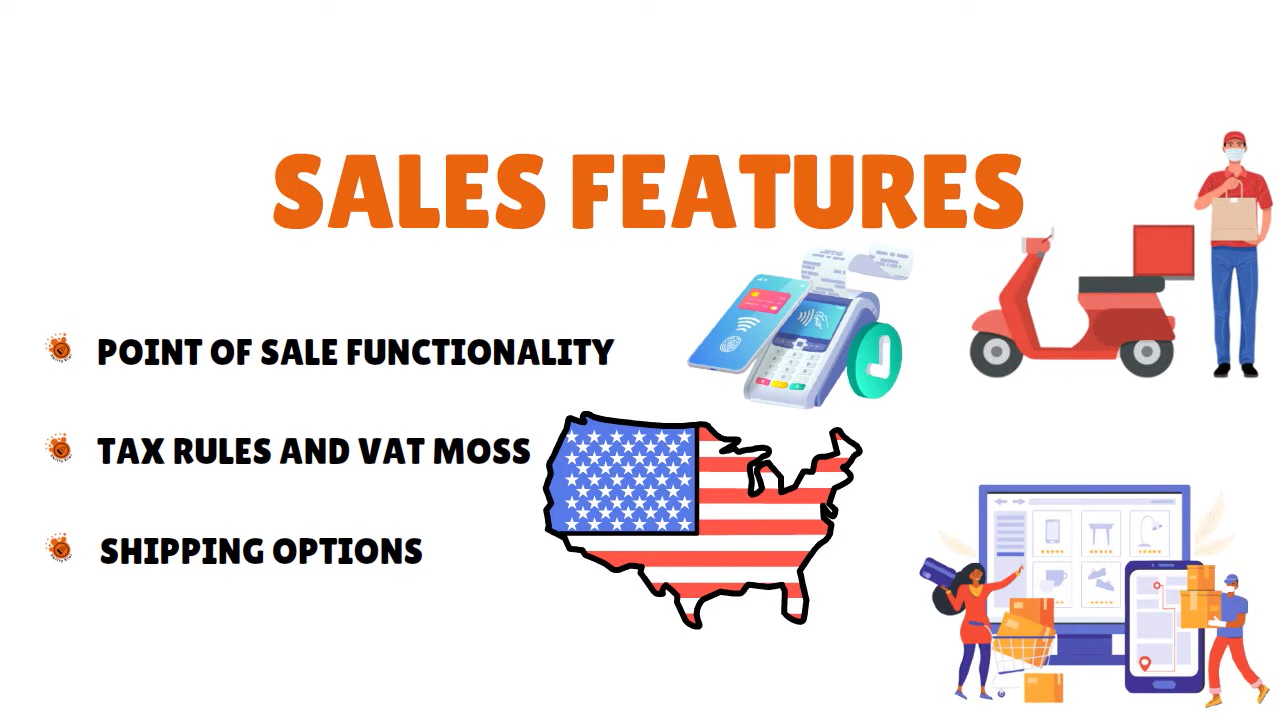 SALES FEATURES
POINT OF SALE FUNCTIONALITY
TAX RULES AND VAT MOSS
SHIPPING OPTIONS